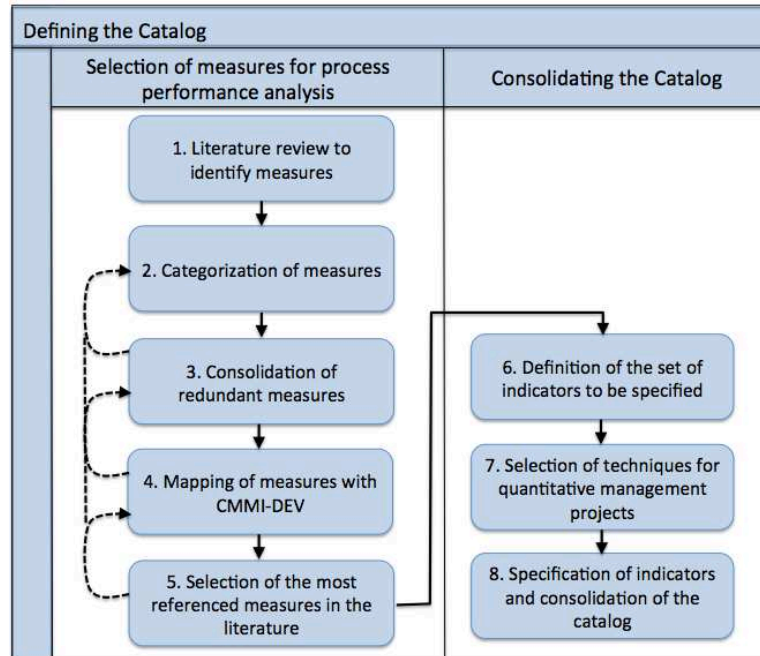 Defining the Catalog
Selection of measures for process
performance analysis
Consolidating the Catalog
1. Literature review to
identify measures
2. Categorization of measures
3. Consolidation of
redundant measures
4. Mapping of measures with
CMMI-DEV
5. Selection of the most
referenced measures in the
literature
6. Definition of the set of
indicators to be specified
7. Selection of techniques for
quantitative management
projects
8. Specification of indicators
and consolidation of the
catalog